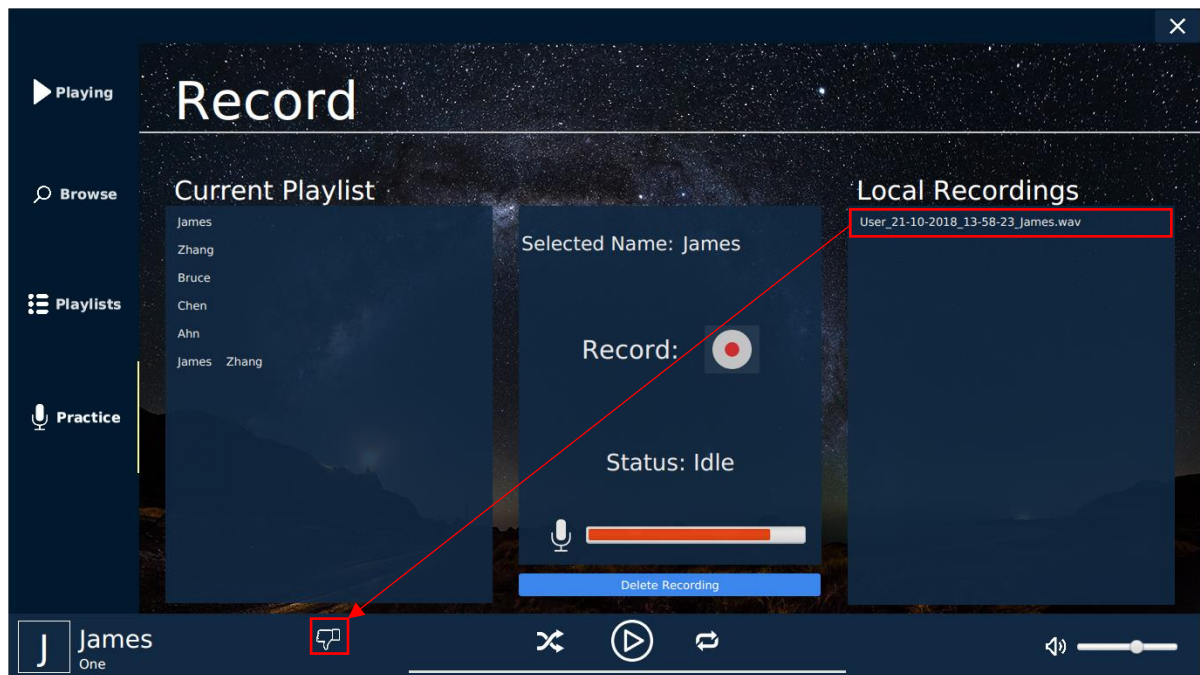 Playing
Record
Browse
Current Playlist
Local Recordings
James
Zhang
Bruce
Chen
Ahn
James Zhang
Selected Name: James
Record:
Status: Idle
Delete Recording
User_21-10-2018_13-58-23_James.wav
Playlists
Practice
J
James
One